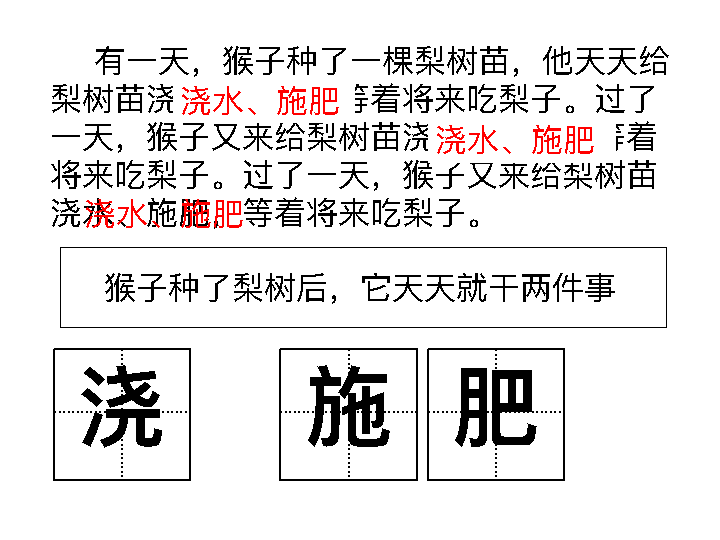 有一天，猴子种了一棵梨树苗，他天天给
梨树苗浇浇水、施肥等着将来吃梨子。过了
一天，猴子又来给梨树苗浇浇水、施肥等着
将来吃梨子。过了一天，猴子又来给梨树苗
浇水、施肥，等着将来吃梨子。
浇水、施肥
猴子种了梨树后，它天天就干两件事
浇 施 肥